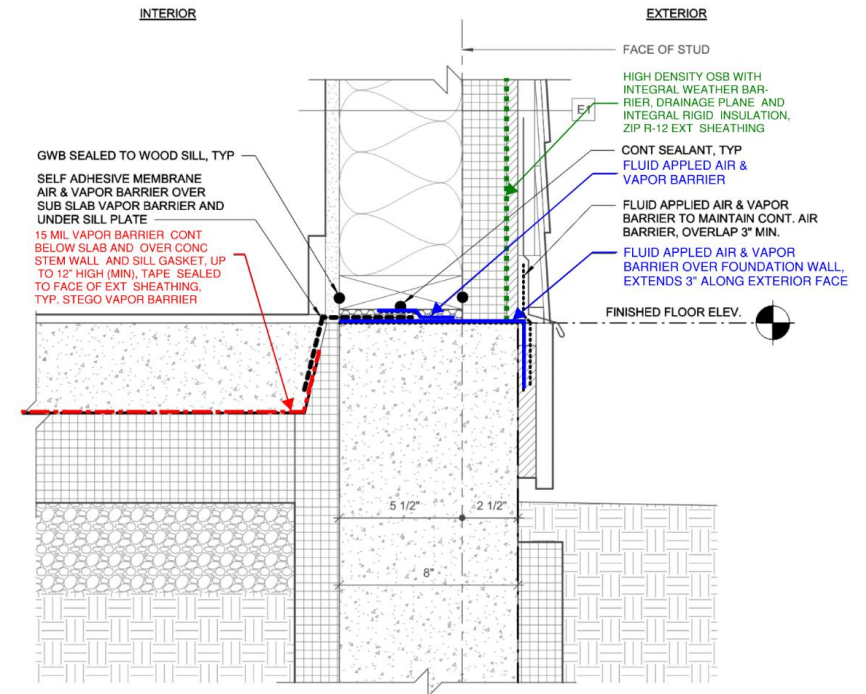 INTERIOR
EXTERIOR
FACE OF STUD
HIGH DENSITY OSB WITH
INTEGRAL WEATHER BAR-
RIER, DRAINAGE PLANE AND
INTEGRAL RIGID INSULATION,
ZIP R-12 EXT SHEATHING
E1
CONT SEALANT, TYP
FLUID APPLED AIR &
VAPOR BARRIER
FLUID APPLIED AIR & VAPOR
BARRIER TO MAINTAIN CONT. AIR
BARRIER, OVERLAP 3" MIN.
FLUID APPLED AIR & VAPOR
BARRIER OVER FOUNDATION WALL,
EXTENDS 3" ALONG EXTERIOR FACE
FINISHED FLOOR ELEV.
GWB SEALED TO WOOD SILL, TYP
SELF ADHESIVE MEMBRANE
AIR & VAPOR BARRIER OVER
SUB SLAB VAPOR BARRIER AND
UNDER SILL PLATE
15 MIL VAPOR BARRIER CONT
BELOW SLAB AND OVER CONC
STEM WALL AND SILL GASKET, UP
TO 12" HIGH (MIN), TAPE SEALED
TO FACE OF EXT SHEATHING,
TYP. STEGO VAPOR BARRIER
5 1/2"
2 1/2"
8"